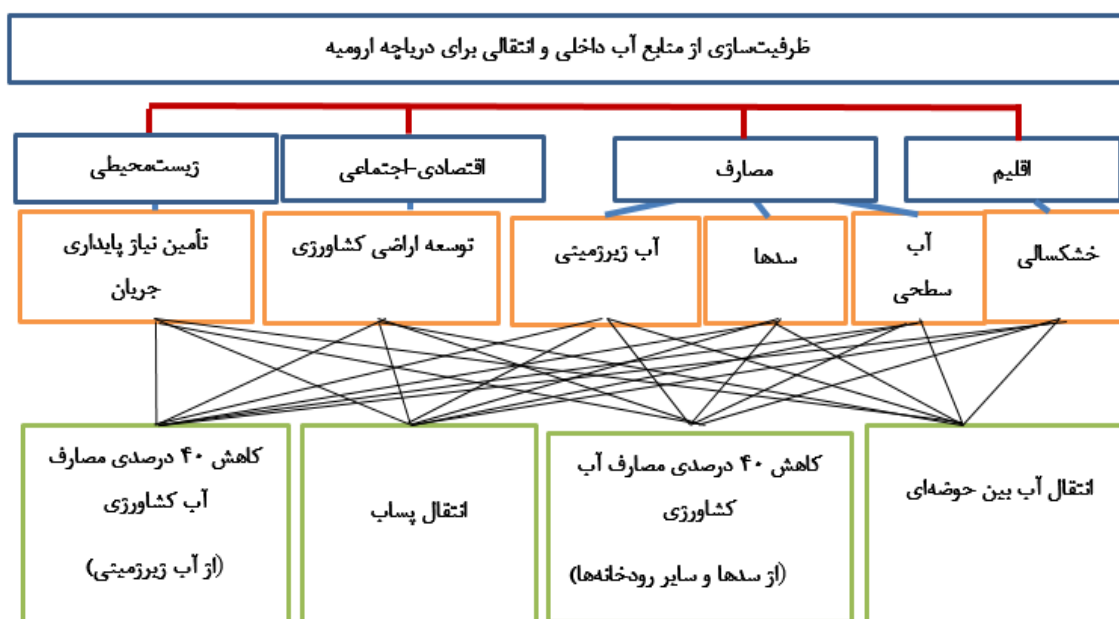 ظرفیت‌سازی از منابع آب داخلی و انتقالی برای دریاچه ارومیه
اقلیم
مصارف
اقتصادی-اجتماعی
زیست‌محیطی
خشکسالی
آب
سطحی
سدها
آب زیرزمینی
توسعه اراضی کشاورزی
تأمین نیاز پایداری
جریان
انتقال آب بین حوضه‌ای
کاهش ۴۰ درصدی مصارف آب
کشاورزی
(از سدها و سایر رودخانه‌ها)
انتقال پساب
کاهش ۴۰ درصدی مصارف
آب کشاورزی
(از آب زیرزمینی)